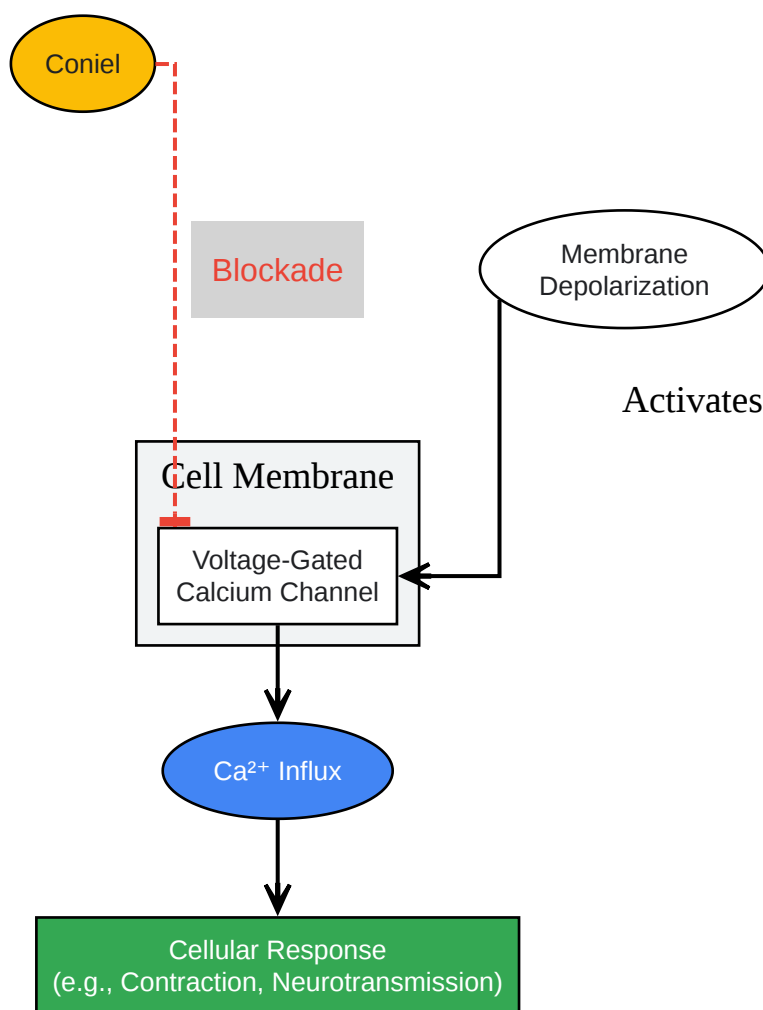 Coniel
Blockade
Membrane
Depolarization
Activates
Cell Membrane
Voltage-Gated
Calcium Channel
Ca²⁺ Influx
Cellular Response
(e.g., Contraction, Neurotransmission)